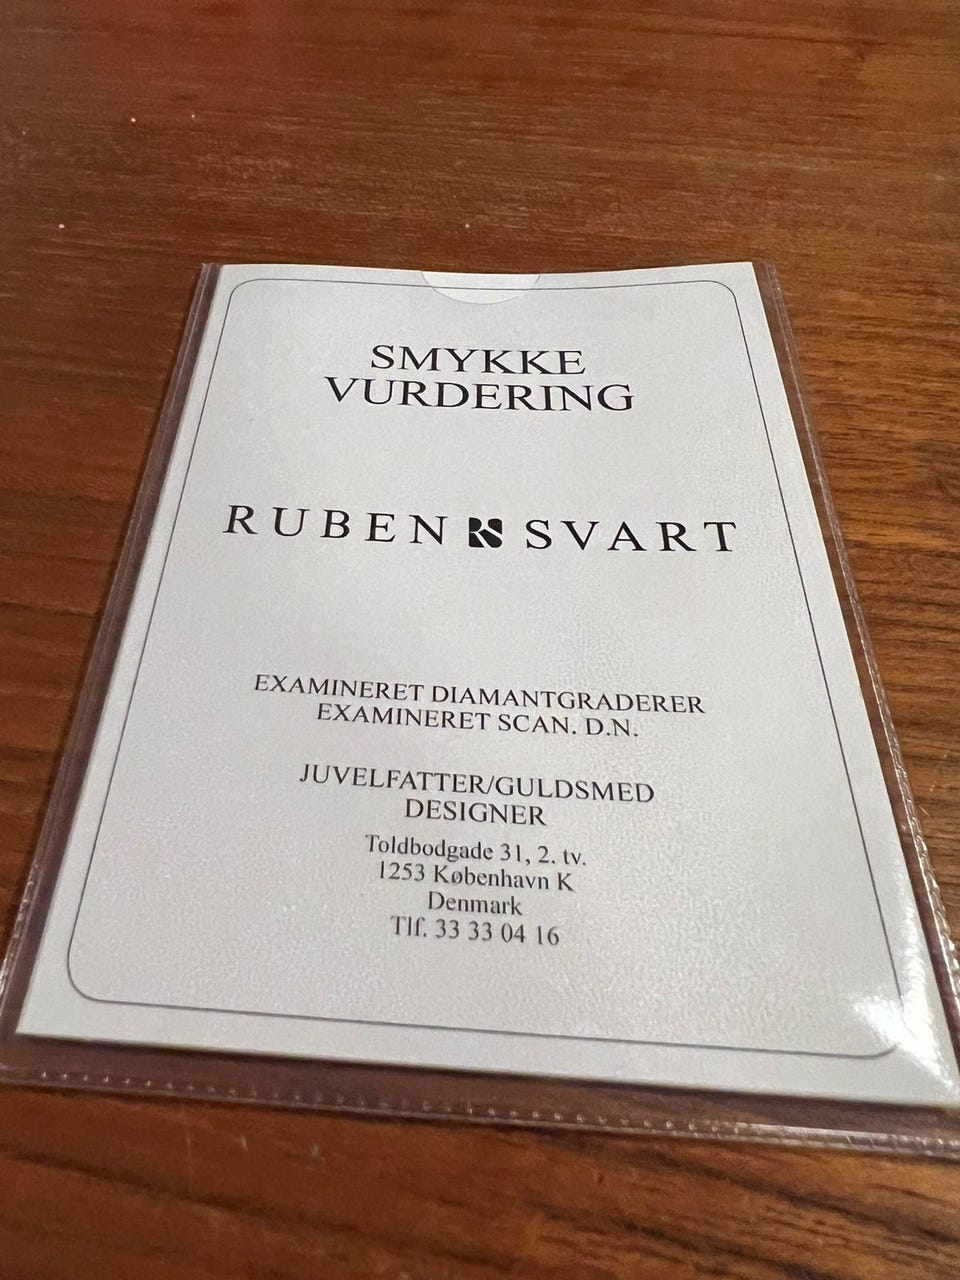 SMYKKE
VURDERING
RUBEN RS SVART
EXAMINERET DIAMANTGRADERER
EXAMINERET SCAN. D.N.
JUVELFATTER/GULDSMED
DESIGNER
Toldbodgade 31, 2. tv.
1253 København K
Denmark
Tlf. 33 33 04 16